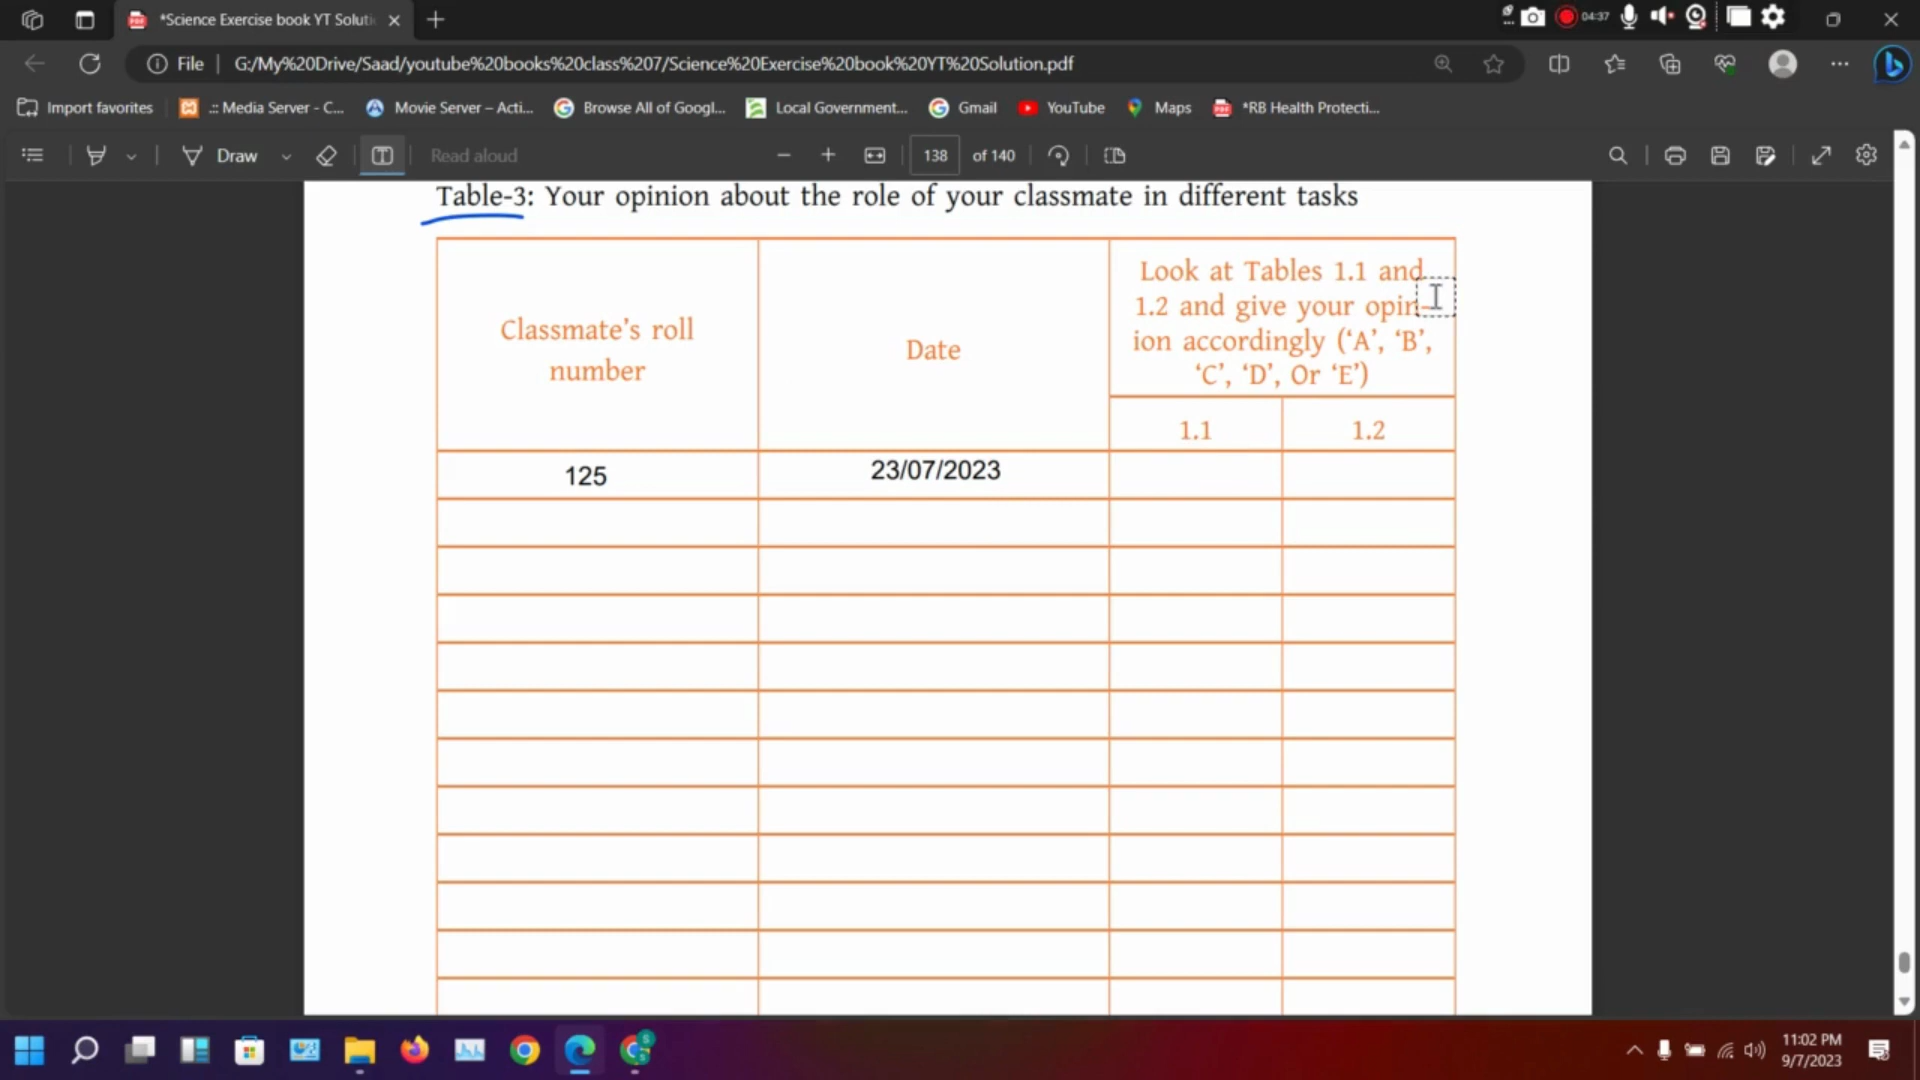 *Science Exercise book YT Soluti
04:37
File
G:/My%20Drive/Saad/youtube%20books%20class%207/Science%20Exercise%20book%20YT%20Solution.pdf
Import favorites
.:: Media Server - C...
Movie Server – Acti...
Browse All of Googl...
Local Government...
Gmail
YouTube
Maps
*RB Health Protecti...
Draw
Read aloud
138
of 140
Table-3: Your opinion about the role of your classmate in different tasks
Classmate's roll
number
Date
Look at Tables 1.1 and
1.2 and give your opin-
ion accordingly (‘A’, ‘B’,
‘C’, ‘D’, Or ‘E’)
1.1
1.2
125
23/07/2023
11:02 PM
9/7/2023